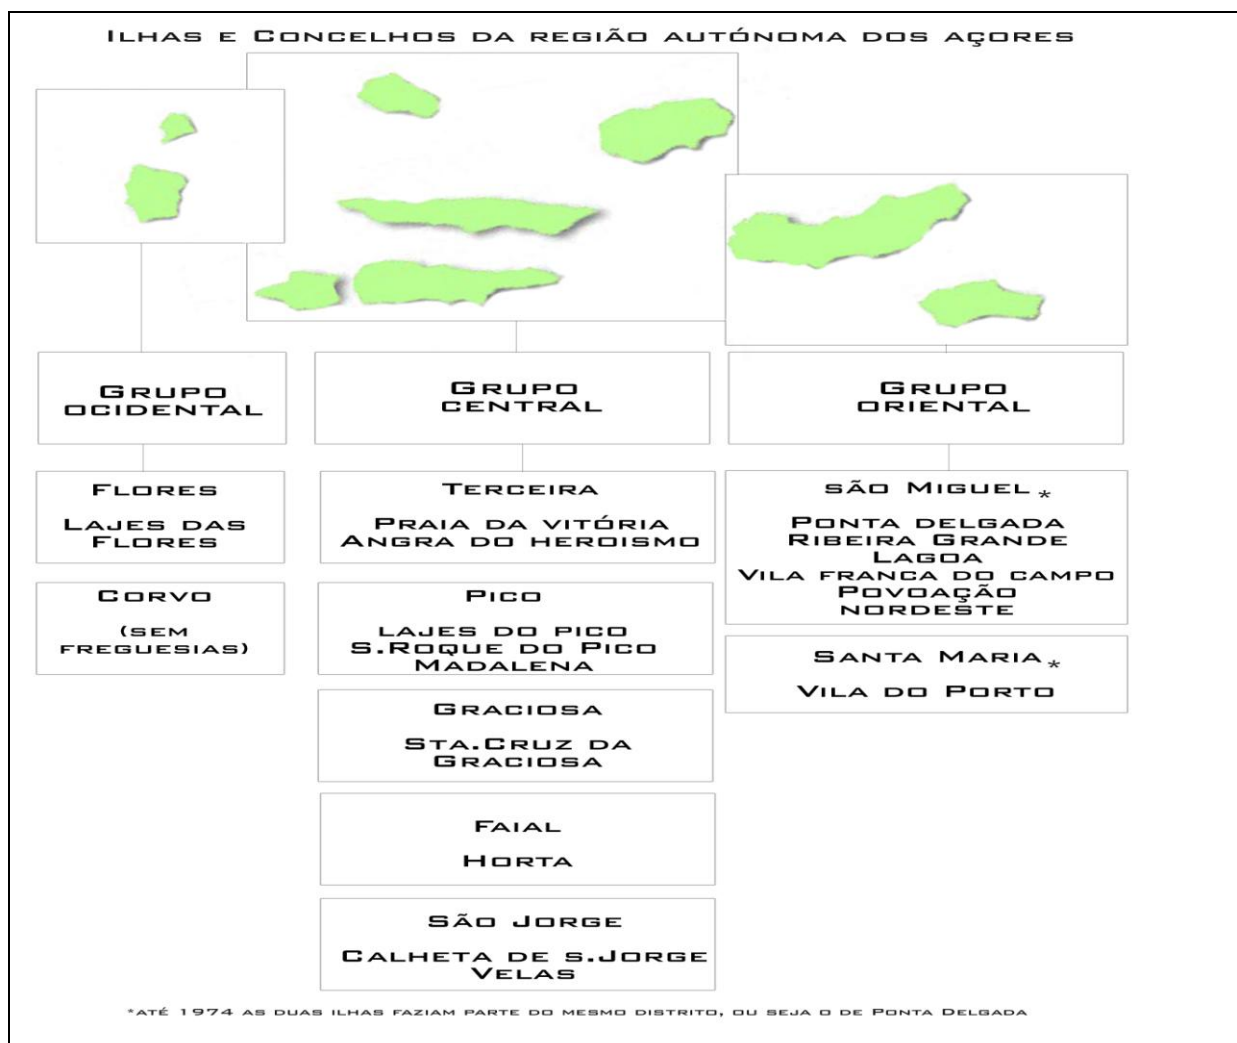 Ilhas e Concelhos da região autónoma dos açores
Grupo
ocidental
Grupo
central
Grupo
oriental
Flores
Lajes das
Flores
Corvo
(sem
freguesias)
Terceira
Praia da vitória
Angra do heroismo
Pico
lajes do pico
S.Roque do Pico
Madalena
Graciosa
Sta.Cruz da
Graciosa
Faial
Horta
São Jorge
Calheta de s.Jorge
Velas
são Miguel *
Ponta delgada
Ribeira Grande
Lagoa
Vila franca do campo
Povoação
nordeste
Santa Maria *
Vila do Porto
*até 1974 as duas ilhas faziam parte do mesmo distrito, ou seja o de Ponta Delgada